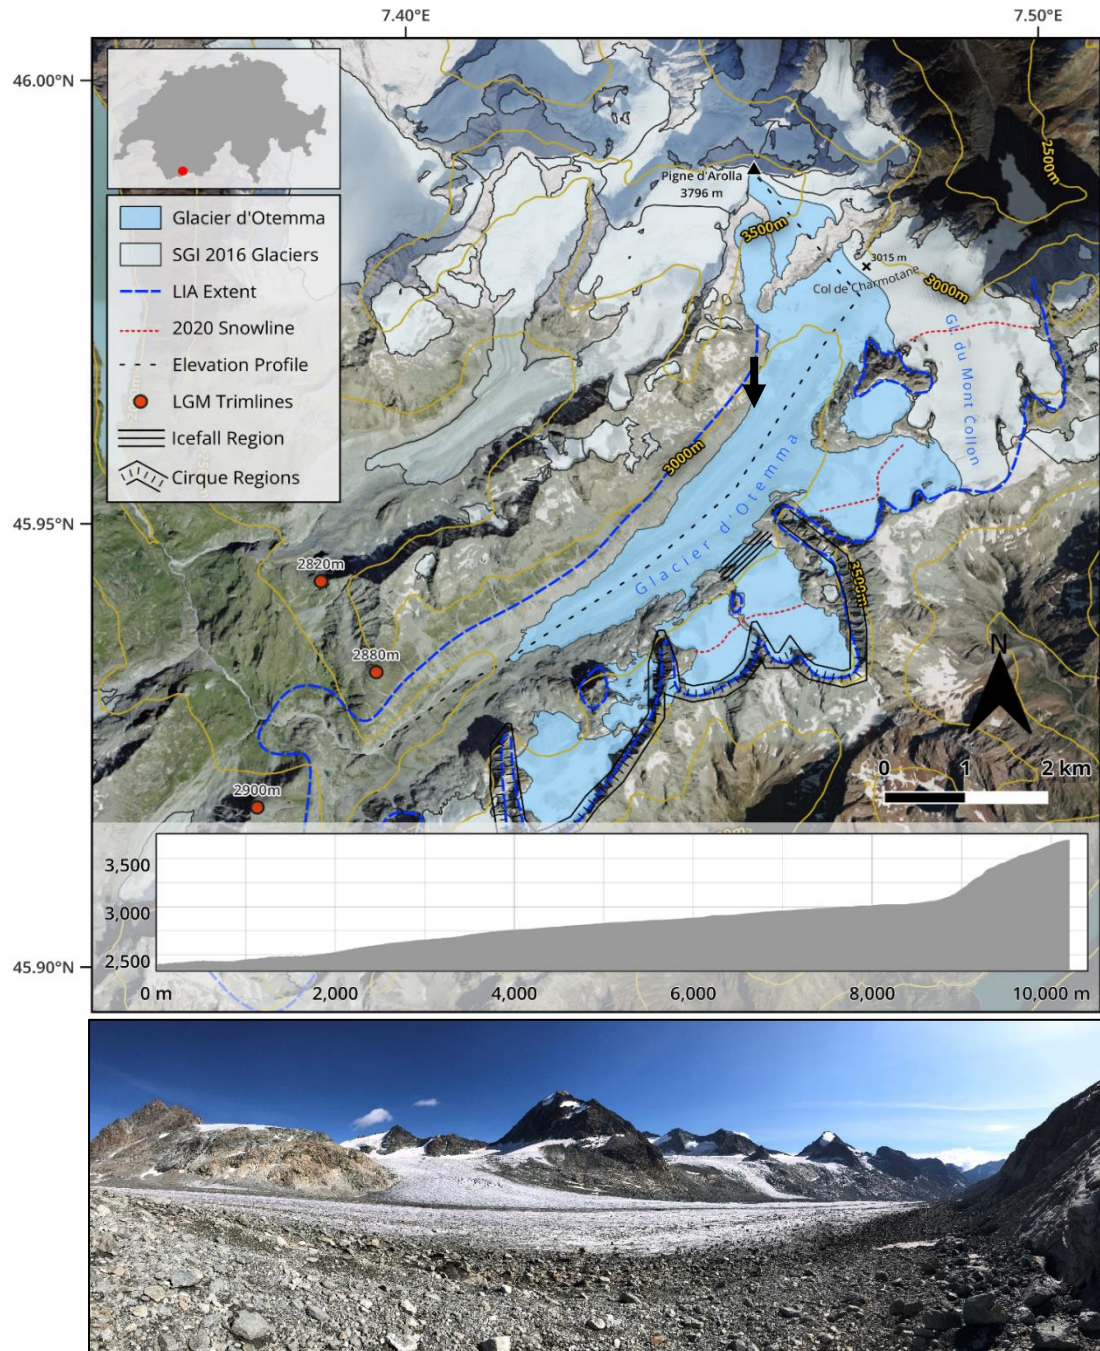 7.40°E
7.50°E
46.00°N
45.95°N
45.90°N
Glacier d'Otemma
SGI 2016 Glaciers
LIA Extent
2020 Snowline
Elevation Profile
LGM Trimlines
Icefall Region
Cirque Regions
Pigne d'Arolla
3796 m
3500m
2500m
3015 m
Col de Charmotane
3000m
Gl. du Mont Collon
3000m
Glacier d'Otemma
3500m
2820m
2880m
2900m
N
0 1 2 km
3,500
3,000
2,500
0 m 2,000 4,000 6,000 8,000 10,000 m